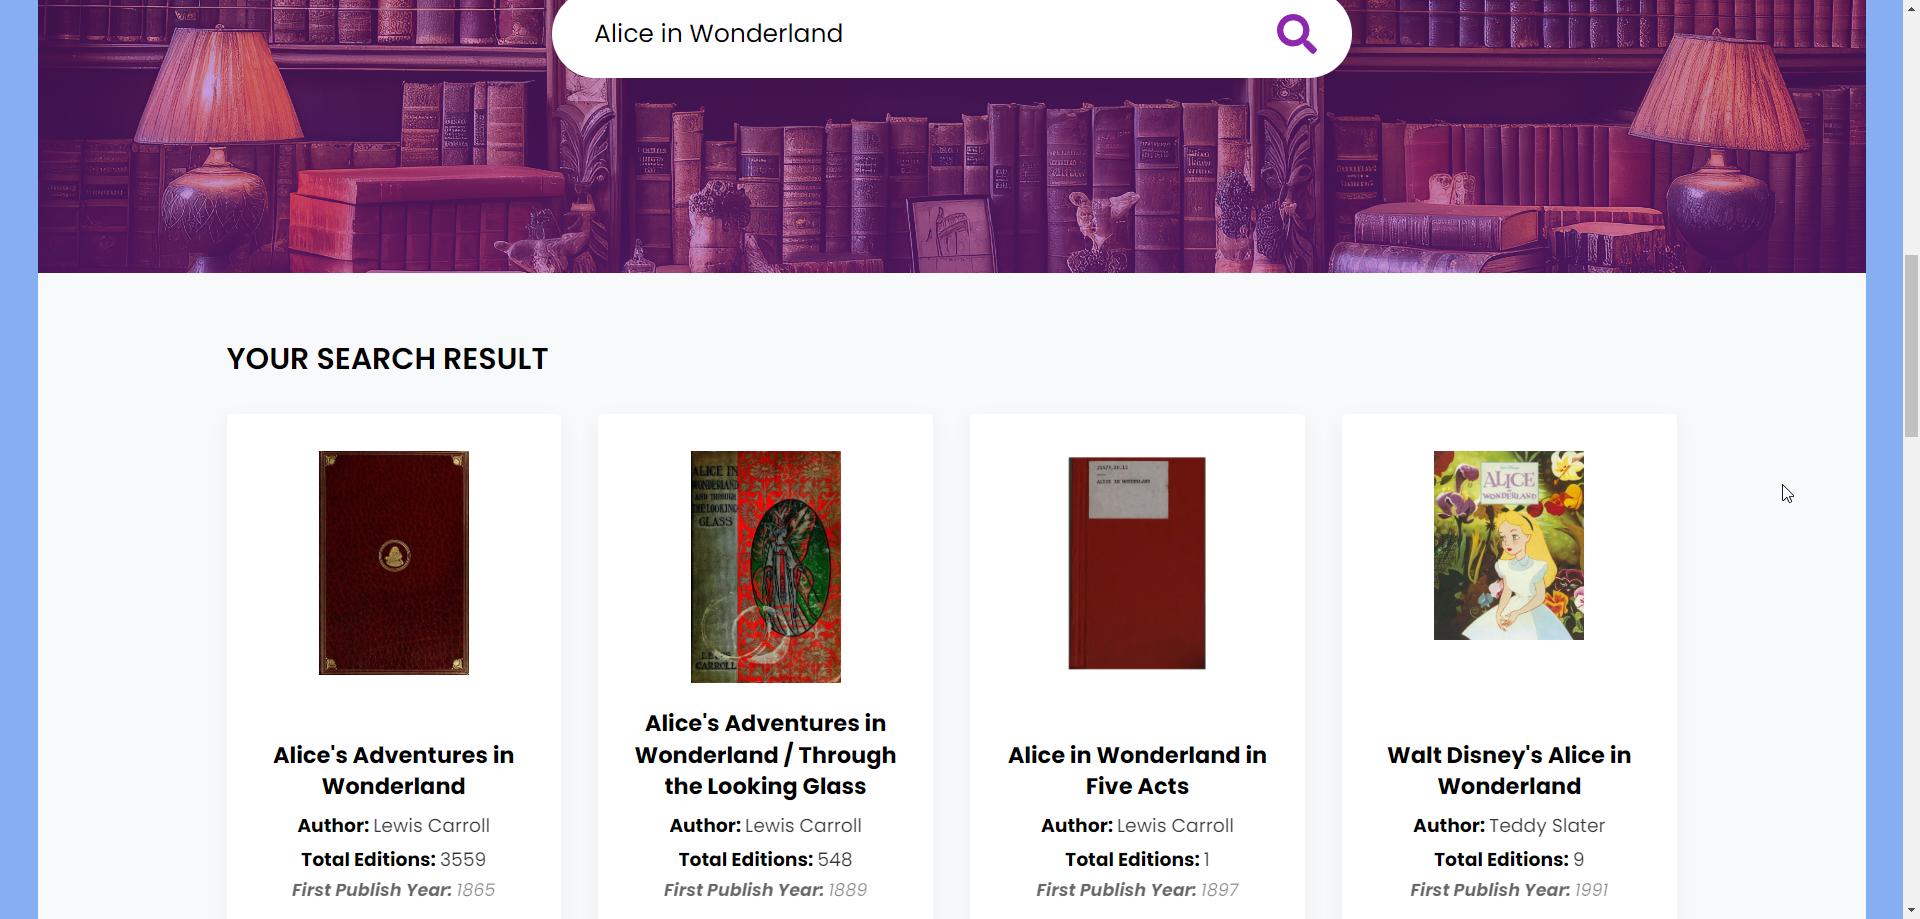 Alice in Wonderland
YOUR SEARCH RESULT
ALICE IN
WONDERLAND
AND THROUGH
THE LOOKING
GLASS
CARROLL
ALICE IN WONDERLAND
ALICE
IN
WONDERLAND
Alice's Adventures in
Wonderland
Author: Lewis Carroll
Total Editions: 3559
First Publish Year: 1865
Alice's Adventures in
Wonderland / Through
the Looking Glass
Author: Lewis Carroll
Total Editions: 548
First Publish Year: 1889
Alice in Wonderland in
Five Acts
Author: Lewis Carroll
Total Editions: 1
First Publish Year: 1897
Walt Disney's Alice in
Wonderland
Author: Teddy Slater
Total Editions: 9
First Publish Year: 1991